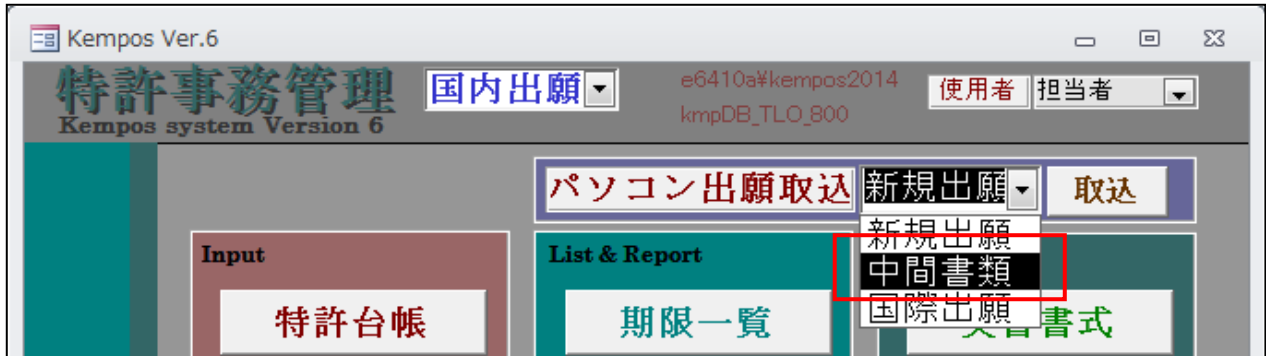 Kempos Ver.6
特許事務管理
Kempos system Version 6
国内出願
e6410a¥kempos2014
kmpDB_TLO_800
使用者 担当者
パソコン出願取込 新規出願 取込
新規出願
中間書類
国際出願
Input
List & Report
特許台帳
期限一覧
書式